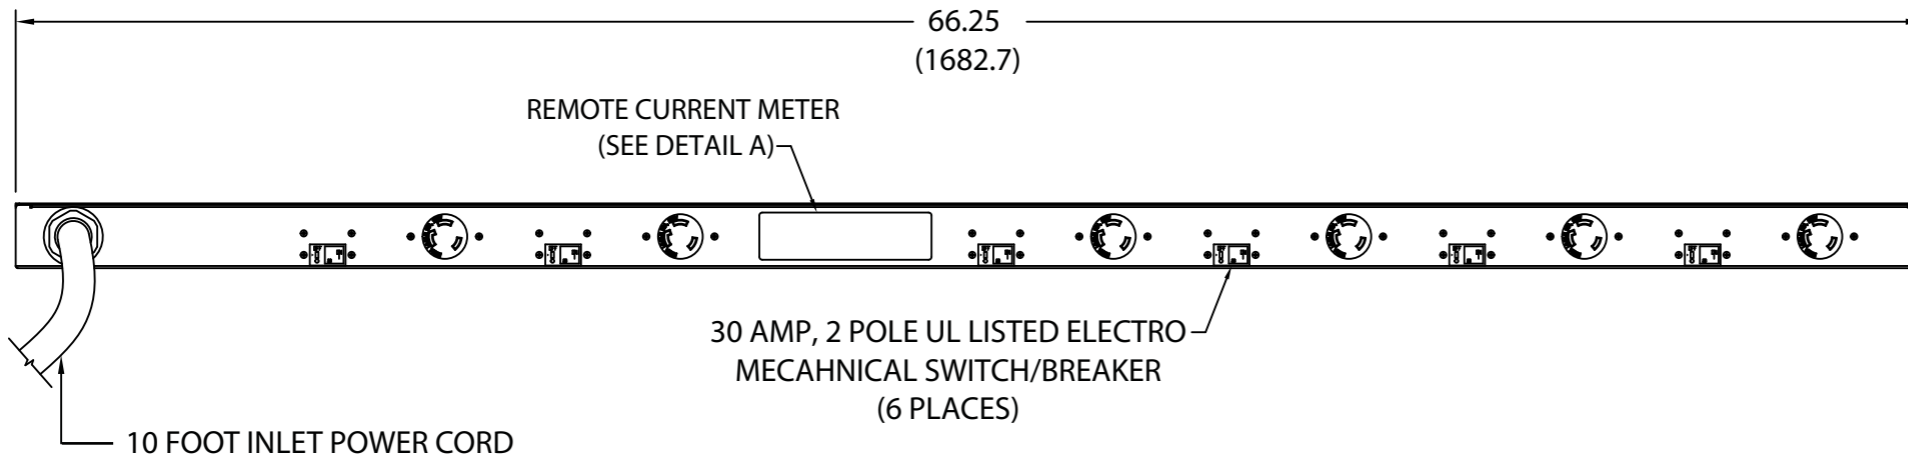 66.25
(1682.7)
REMOTE CURRENT METER
(SEE DETAIL A)
30 AMP, 2 POLE UL LISTED ELECTRO
MECAHNICAL SWITCH/BREAKER
(6 PLACES)
10 FOOT INLET POWER CORD